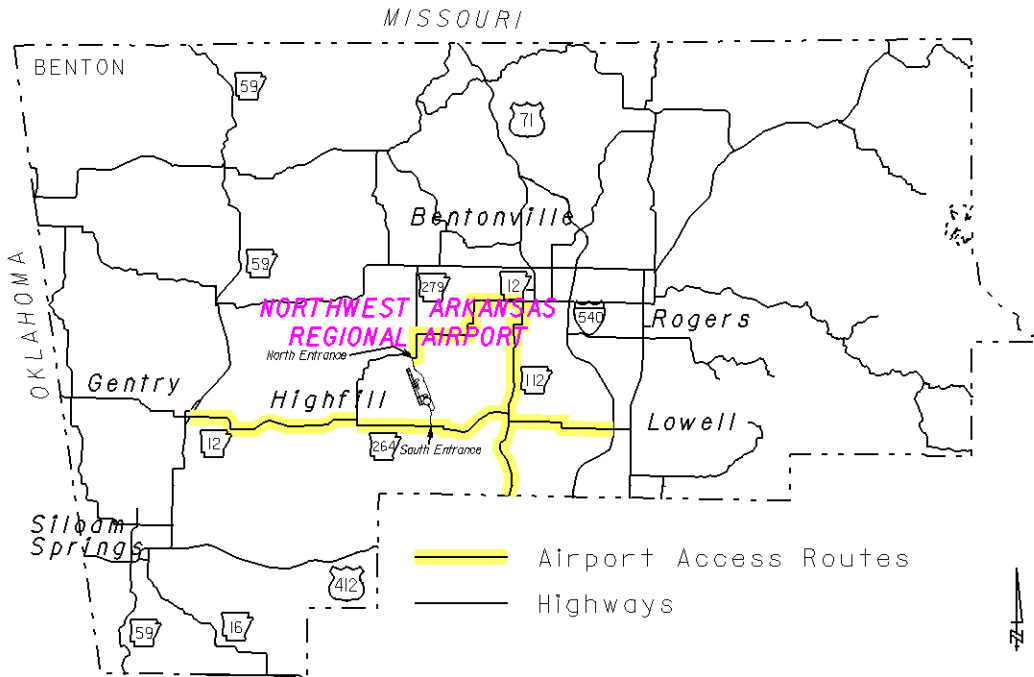 MISSOURI
BENTON
59
71
Bentonville
59
OKLAHOMA
279
12
NORTHWEST ARKANSAS
REGIONAL AIRPORT
540
Rogers
North Entrance
Gentry
Highfill
112
Lowell
12
264
South Entrance
Siloam
Springs
Airport Access Routes
412
Highways
59
16
N